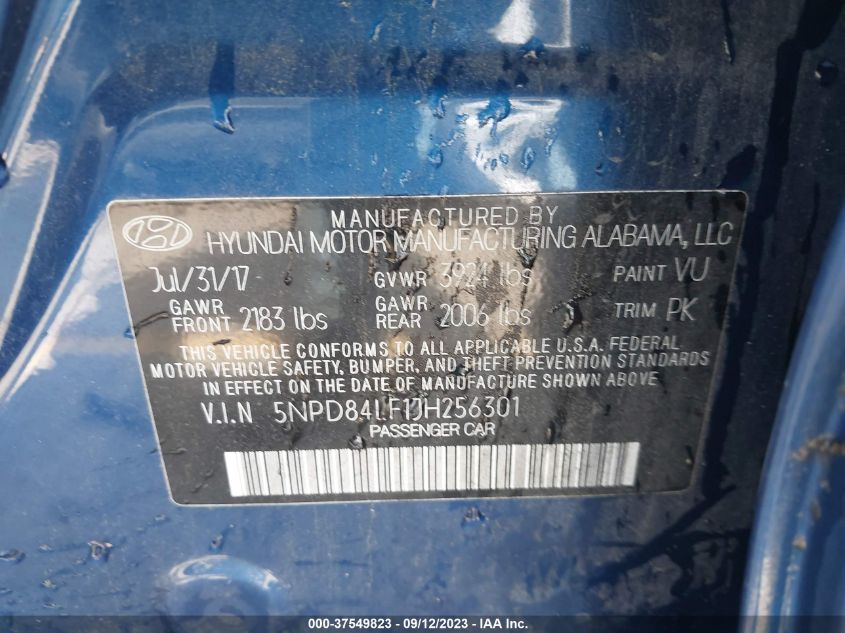 MANUFACTURED BY
HYUNDAI MOTOR MANUFACTURING ALABAMA, LLC
Jul/31/17 GVWR 3924 lbs PAINT VU
GAWR FRONT 2183 lbs GAWR REAR 2006 lbs TRIM PK
THIS VEHICLE CONFORMS TO ALL APPLICABLE U.S.A. FEDERAL
MOTOR VEHICLE SAFETY, BUMPER, AND THEFT PREVENTION STANDARDS
IN EFFECT ON THE DATE OF MANUFACTURE SHOWN ABOVE
V.I.N 5NPD84LF1JH256301
PASSENGER CAR
000-37549823 - 09/12/2023 - © IAA Inc.